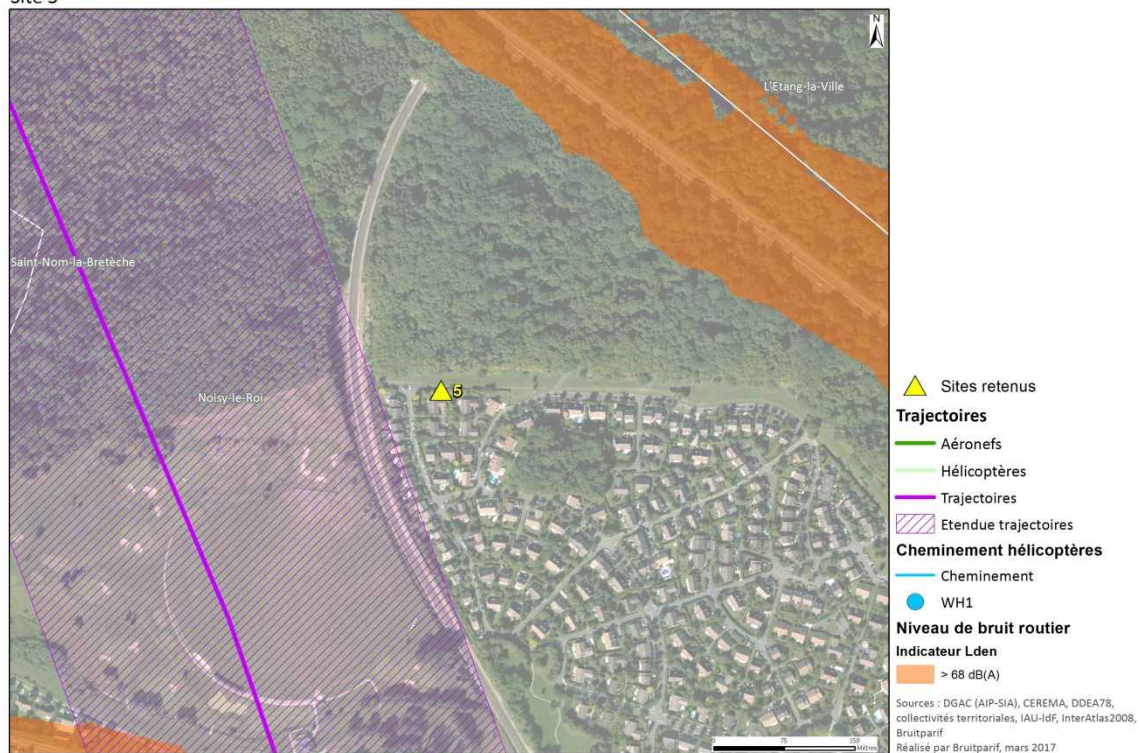 Site 5
N
L'Etang-la-Ville
Saint-Nom-la-Bretèche
Noisy-le-Roi
5
0 75 150
Mètres
Sites retenus
Trajectoires
Aéronefs
Hélicoptères
Trajectoires
Etendue trajectoires
Cheminement hélicoptères
Cheminement
WH1
Niveau de bruit routier
Indicateur Lden
> 68 dB(A)
Sources : DGAC (AIP-SIA), CEREMA, DDEA78,
collectivités territoriales, IAU-IdF, InterAtlas2008,
Bruitparif
Réalisé par Bruitparif, mars 2017